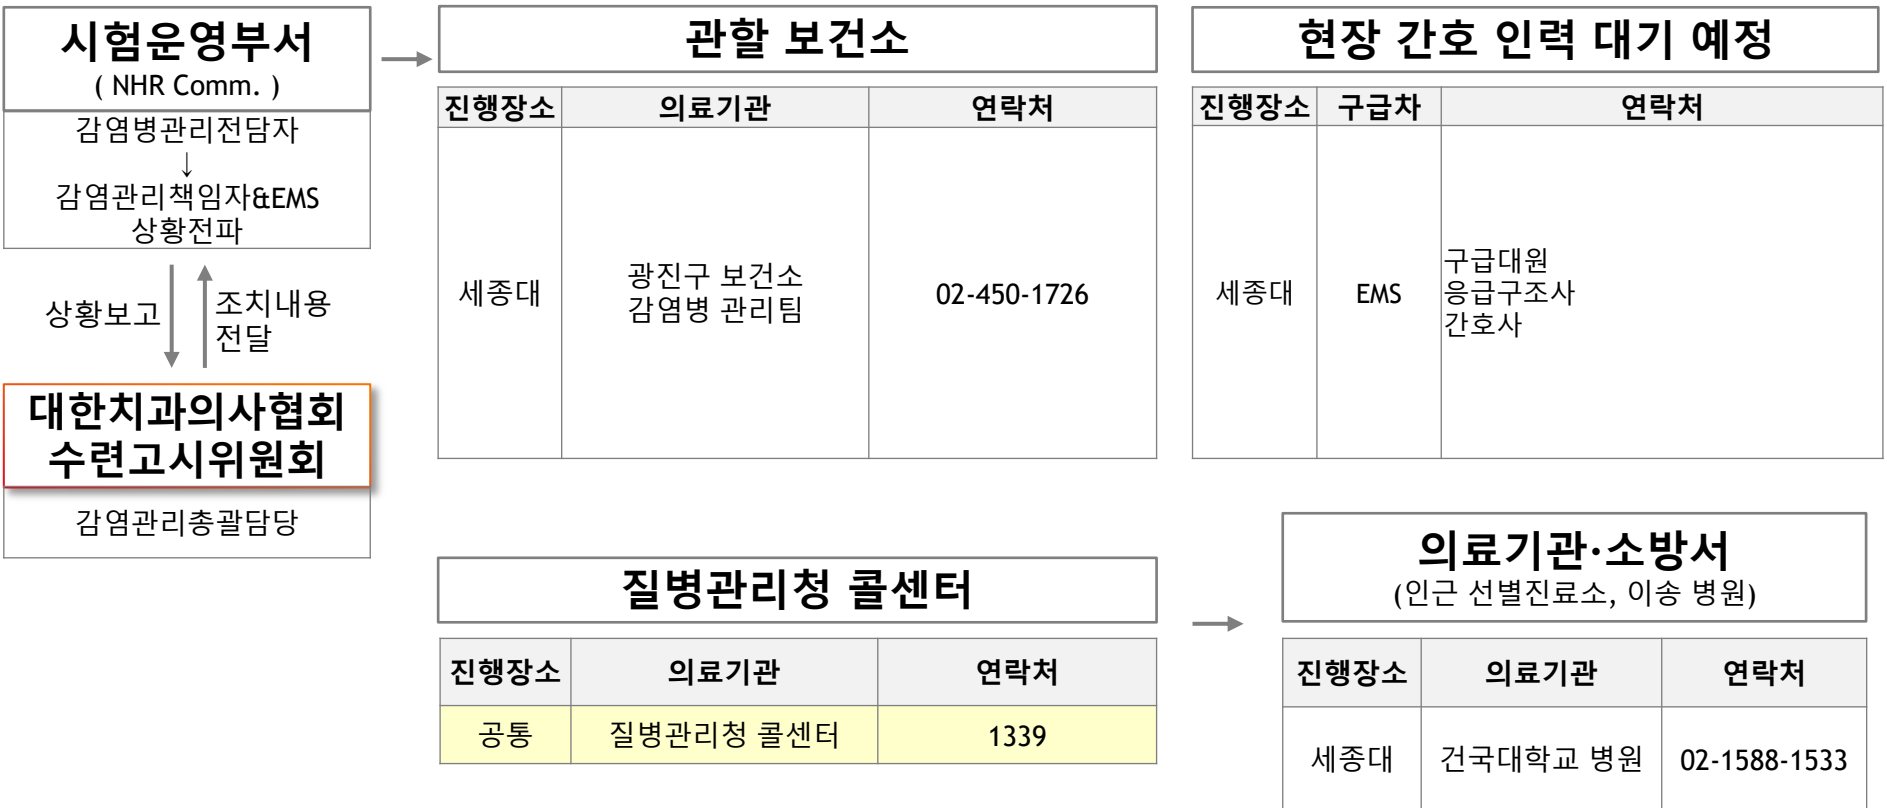 시험운영부서
( NHR Comm. )
감염병관리전담자
↓
감염관리책임자&EMS
상황전파
상황보고
조치내용
전달
대한치과의사협회
수련고시위원회
감염관리총괄담당
관할 보건소
진행장소 의료기관 연락처
세종대
광진구 보건소
감염병 관리팀
02-450-1726
현장 간호 인력 대기 예정
진행장소 구급차 연락처
세종대 EMS
구급대원
응급구조사
간호사
질병관리청 콜센터
진행장소 의료기관 연락처
공통 질병관리청 콜센터 1339
의료기관·소방서
(인근 선별진료소, 이송 병원)
진행장소 의료기관 연락처
세종대 건국대학교 병원 02-1588-1533